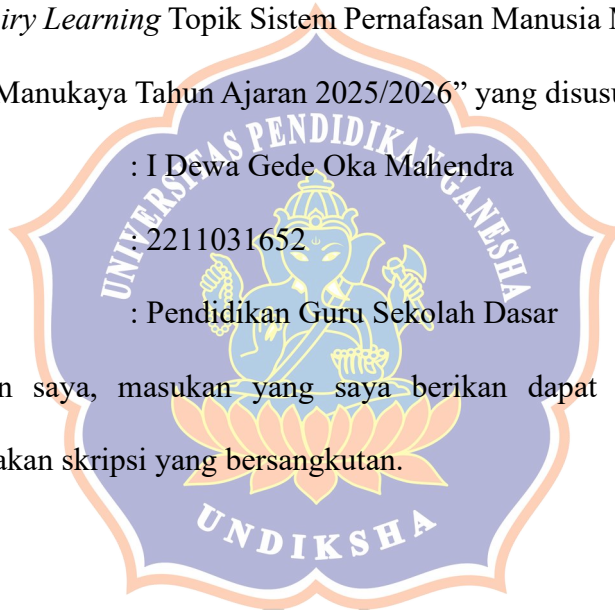 iry Learning Topik Sistem Pernafasan Manusia
Manukaya Tahun Ajaran 2025/2026” yang disusu
: I Dewa Gede Oka Mahendra
: 2211031652
: Pendidikan Guru Sekolah Dasar
n saya, masukan yang saya berikan dapat
akan skripsi yang bersangkutan.
UNIVERSITAS PENDIDIKAN GANESHA
UNDIKSHA